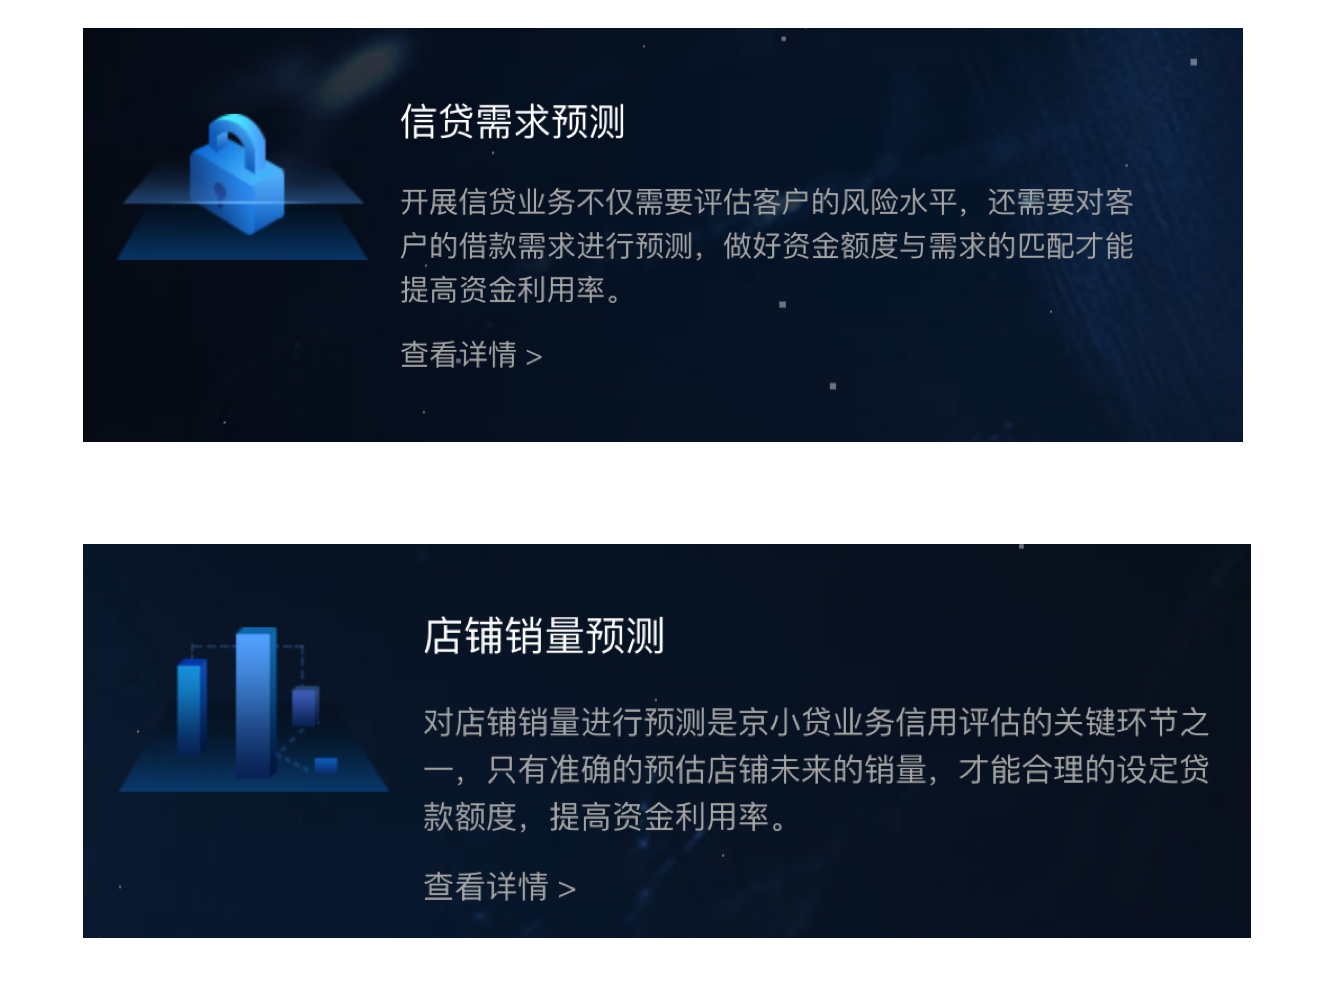 信贷需求预测
开展信贷业务不仅需要评估客户的风险水平，还需要对客
户的借款需求进行预测，做好资金额度与需求的匹配才能
提高资金利用率。
查看详情 >
店铺销量预测
对店铺销量进行预测是京小贷业务信用评估的关键环节之
一，只有准确的预估店铺未来的销量，才能合理的设定贷
款额度，提高资金利用率。
查看详情 >